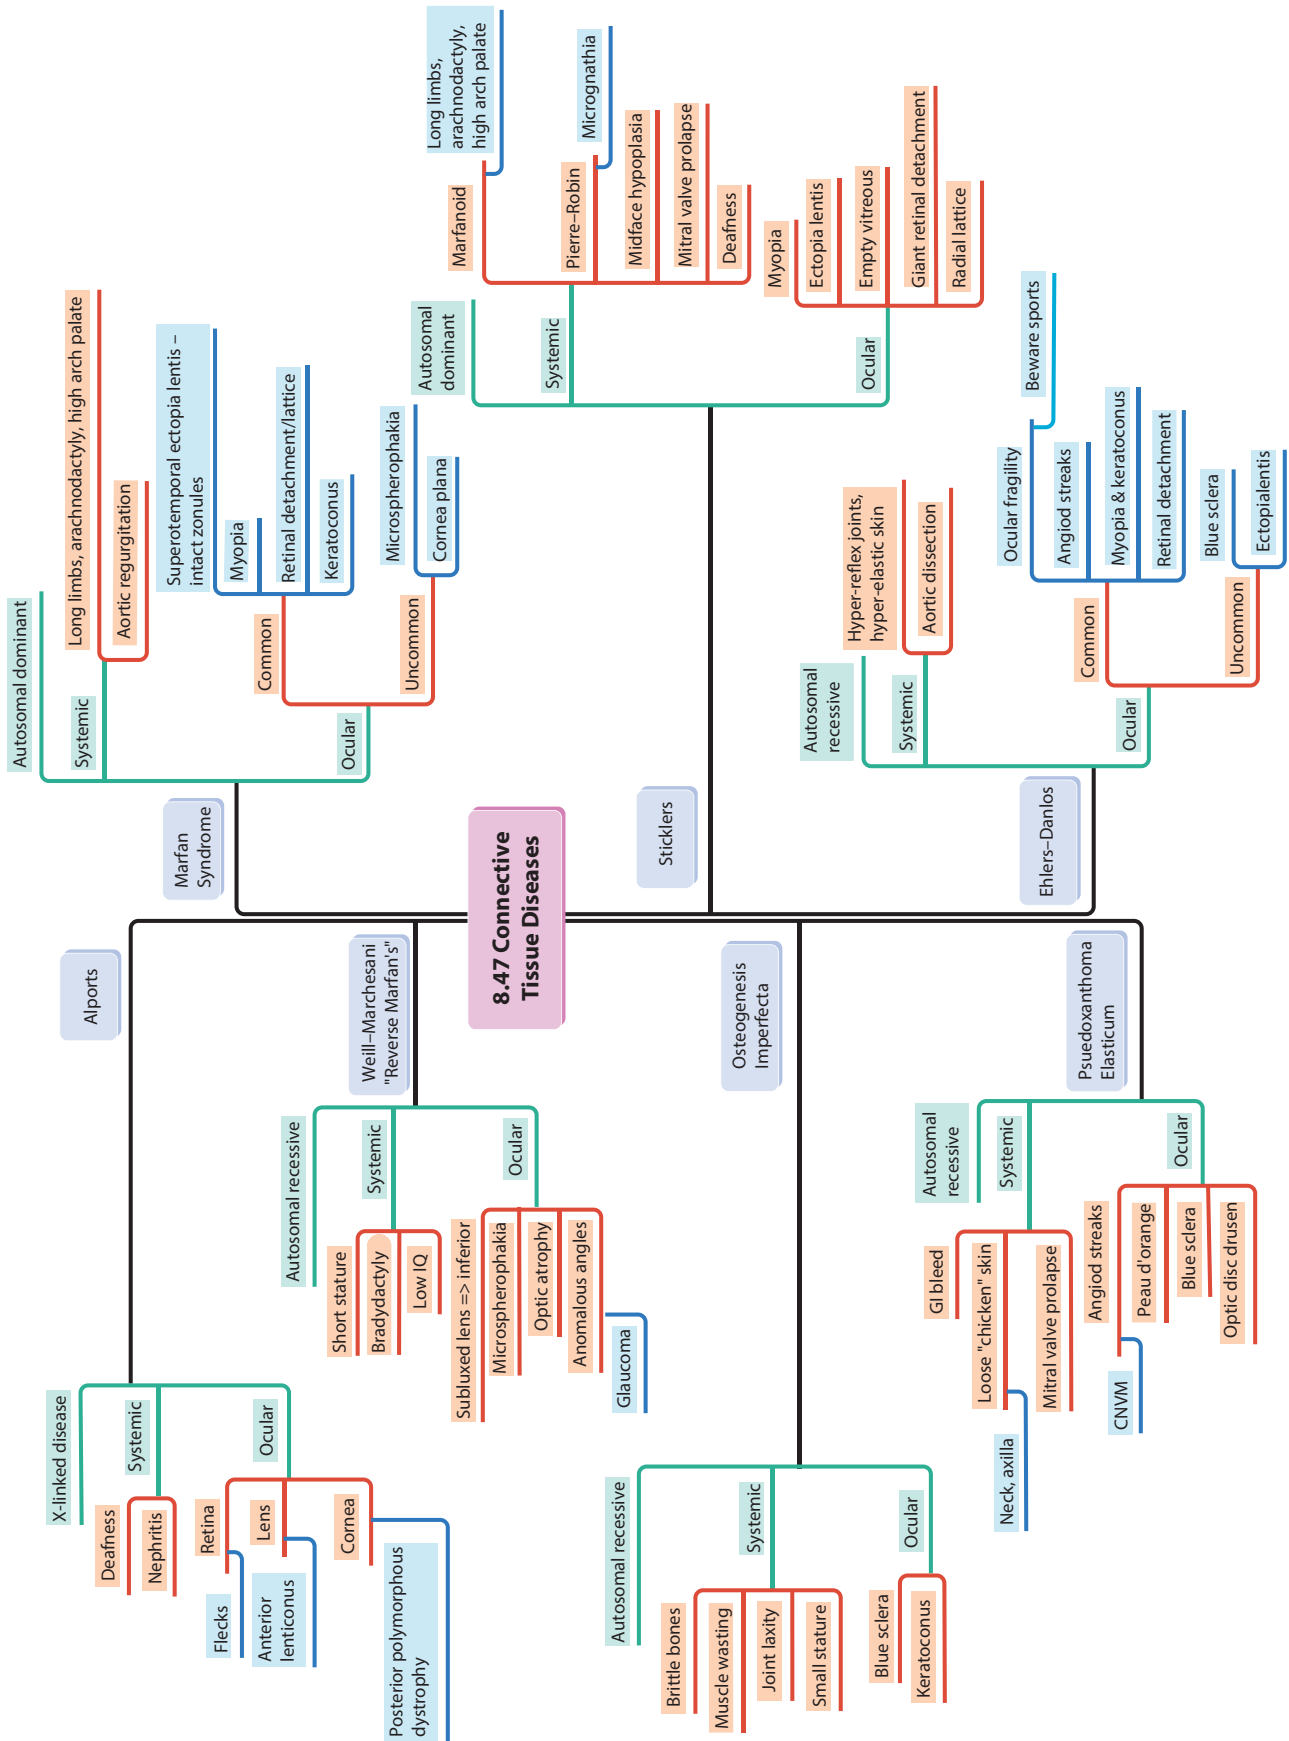 8.47 Connective
Tissue Diseases
Alports
X-linked disease
Systemic
Deafness
Nephritis
Ocular
Retina
Flecks
Lens
Anterior
lenticonus
Cornea
Posterior polymorphous
dystrophy
Weill–Marchesani
"Reverse Marfan's"
Autosomal recessive
Systemic
Short stature
Bradydactyly
Low IQ
Ocular
Subluxed lens => inferior
Microspherophakia
Optic atrophy
Anomalous angles
Glaucoma
Osteogenesis
Imperfecta
Autosomal recessive
Systemic
Brittle bones
Muscle wasting
Joint laxity
Small stature
Ocular
Blue sclera
Keratoconus
Psuedoxanthoma
Elasticum
Autosomal
recessive
Systemic
GI bleed
Loose "chicken" skin
Neck, axilla
Mitral valve prolapse
Ocular
Angiod streaks
CNVM
Peau d'orange
Blue sclera
Optic disc drusen
Marfan
Syndrome
Autosomal dominant
Systemic
Long limbs, arachnodactyly, high arch palate
Aortic regurgitation
Ocular
Common
Superotemporal ectopia lentis –
intact zonules
Myopia
Retinal detachment/lattice
Keratoconus
Uncommon
Microspherophakia
Cornea plana
Sticklers
Autosomal
dominant
Systemic
Marfanoid
Long limbs,
arachnodactyly,
high arch palate
Pierre–Robin
Micrognathia
Midface hypoplasia
Mitral valve prolapse
Deafness
Ocular
Myopia
Ectopia lentis
Empty vitreous
Giant retinal detachment
Radial lattice
Ehlers–Danlos
Autosomal
recessive
Systemic
Hyper-reflex joints,
hyper-elastic skin
Aortic dissection
Ocular
Common
Ocular fragility
Beware sports
Angiod streaks
Myopia & keratoconus
Retinal detachment
Uncommon
Blue sclera
Ectopialentis